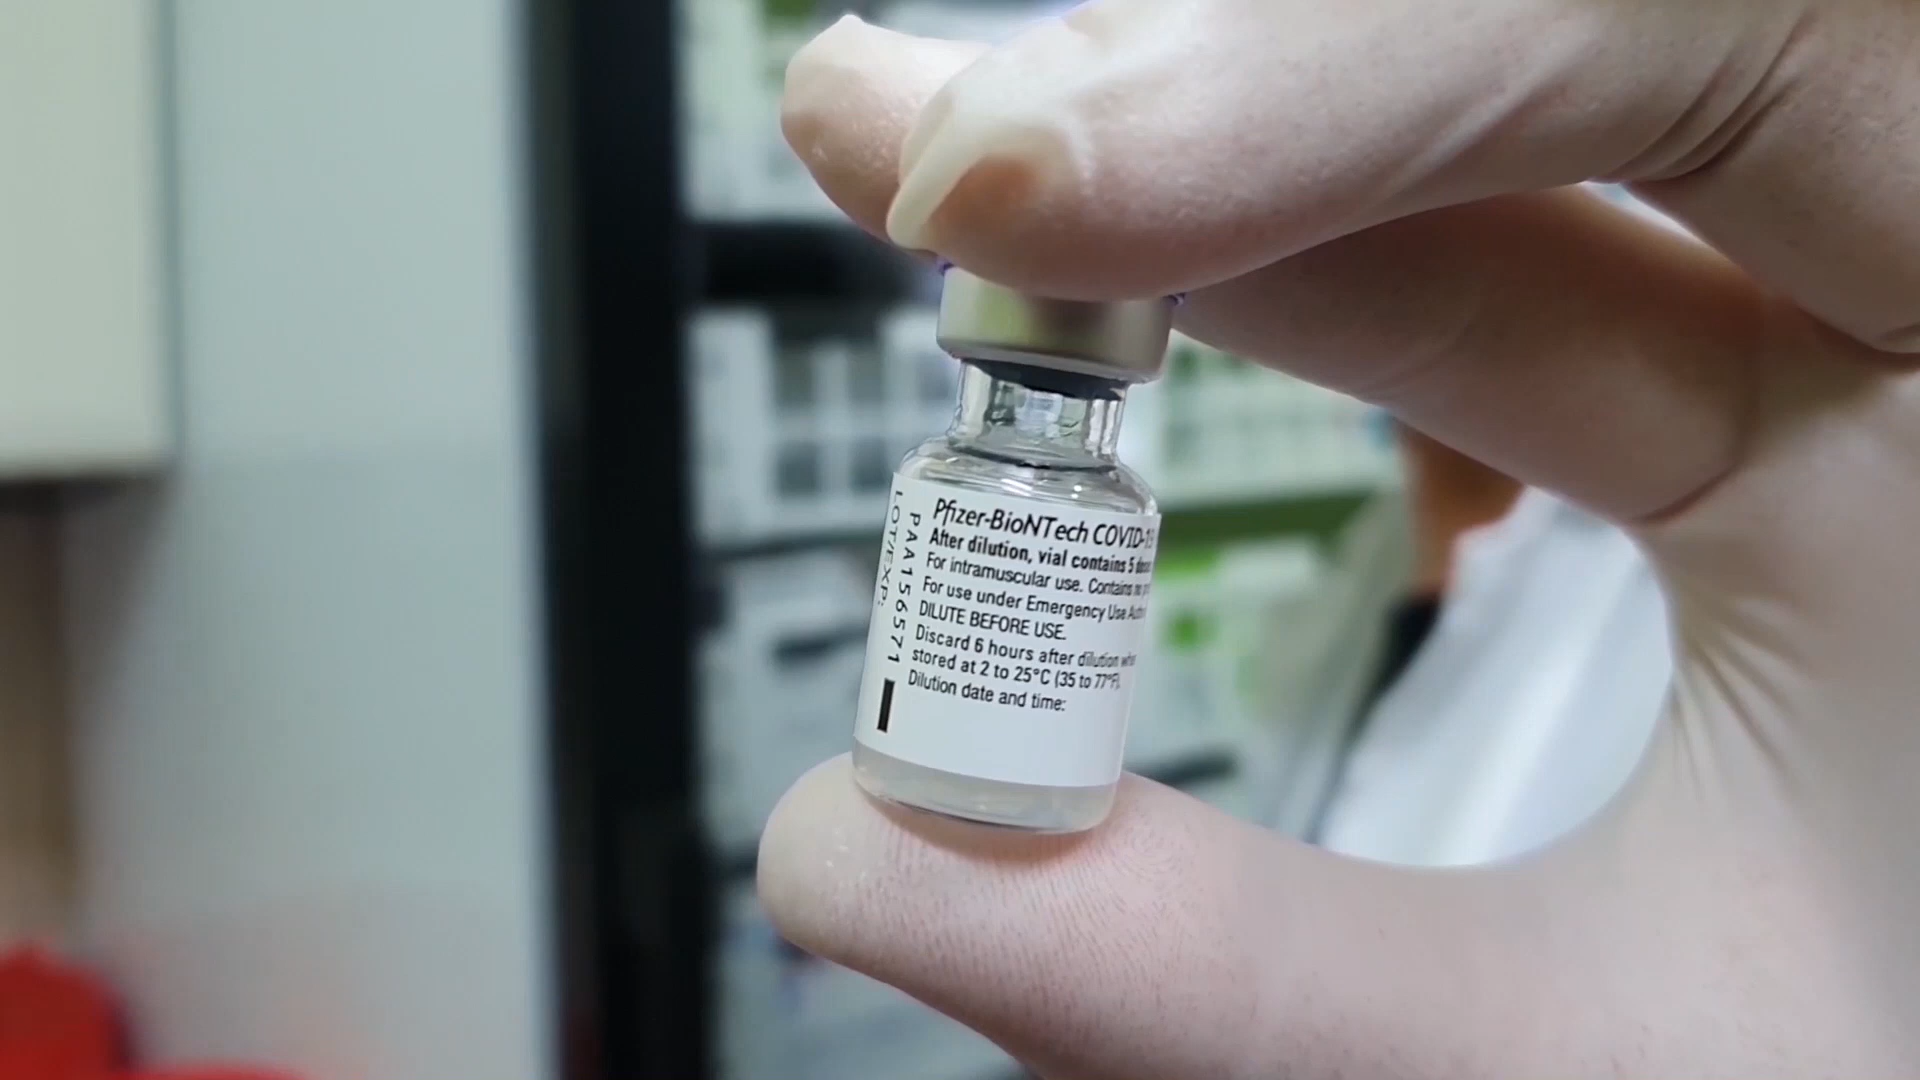 Pfizer-BioNTech COVID-1
After dilution, vial contains 5
For intramuscular use. Contains no
For use under Emergency Use
DILUTE BEFORE USE.
Discard 6 hours after dilution
stored at 2 to 25°C (35 to 77°F).
Dilution date and time:
PAA156571
LOT/EXP: